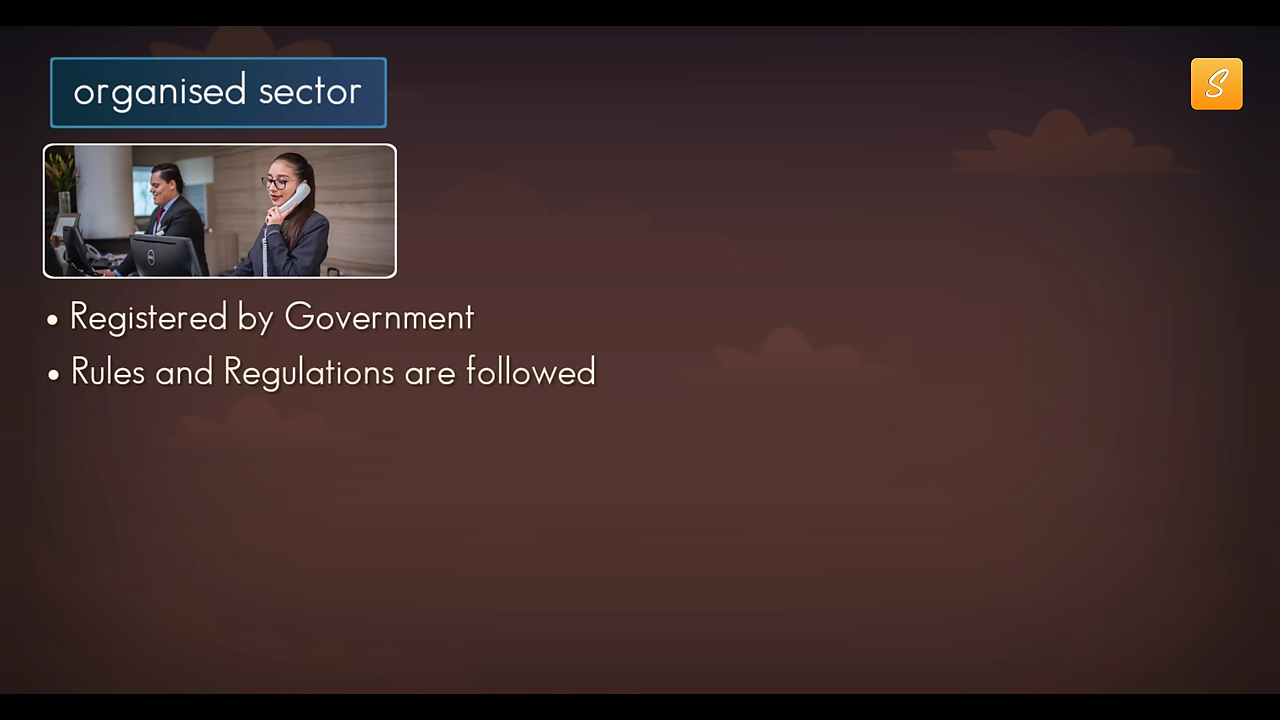 organised sector
S
• Registered by Government
• Rules and Regulations are followed